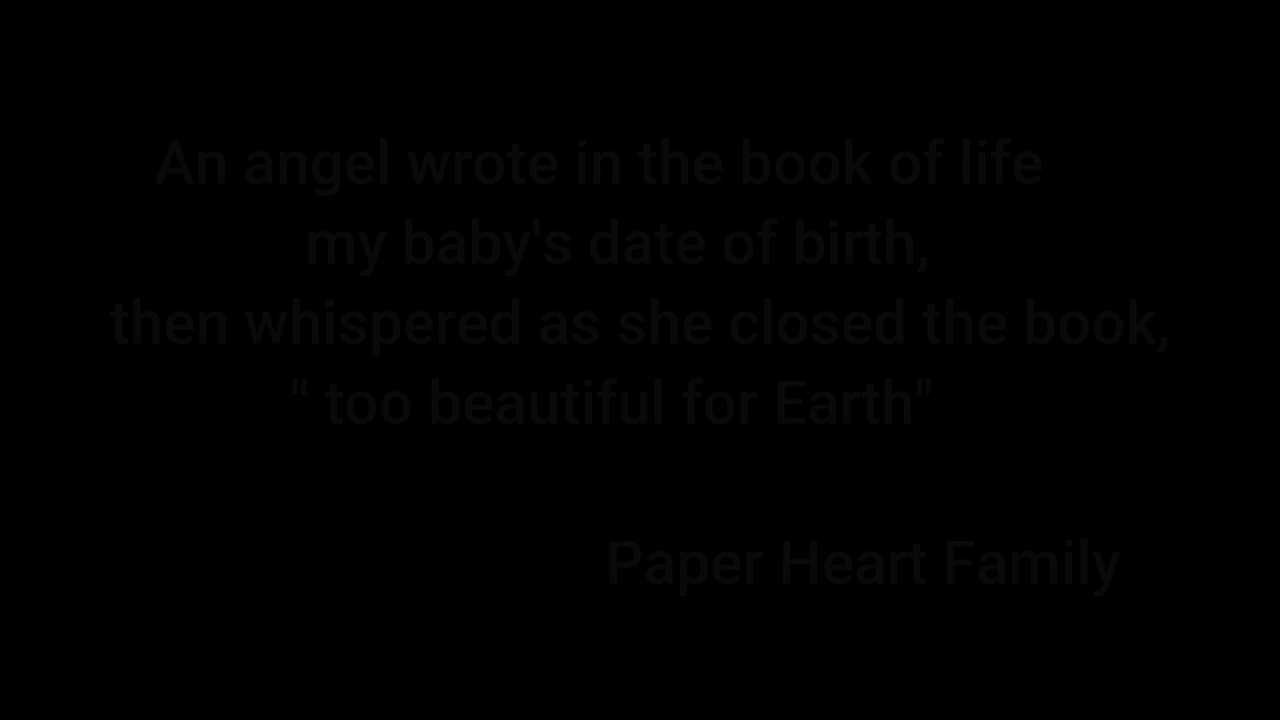 An angel wrote in the book of life
my baby's date of birth,
then whispered as she closed the book,
" too beautiful for Earth"
Paper Heart Family